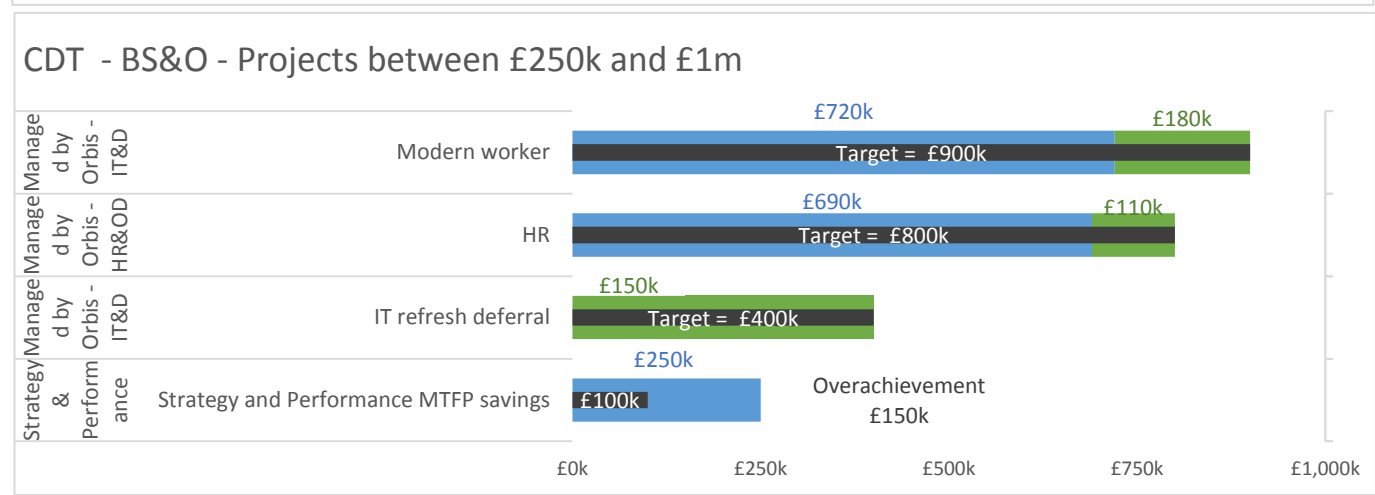 CDT - BS&O - Projects between £250k and £1m
Manage
d by
Orbis -
IT&D
Modern worker
£720k
£180k
Target = £900k
Manage
d by
Orbis -
HR&OD
HR
£690k
£110k
Target = £800k
Manage
d by
Orbis -
IT&D
IT refresh deferral
£150k
Target = £400k
Strategy
&
Perform
ance
Strategy and Performance MTFP savings
£250k
£100k
Overachievement
£150k
£0k
£250k
£500k
£750k
£1,000k